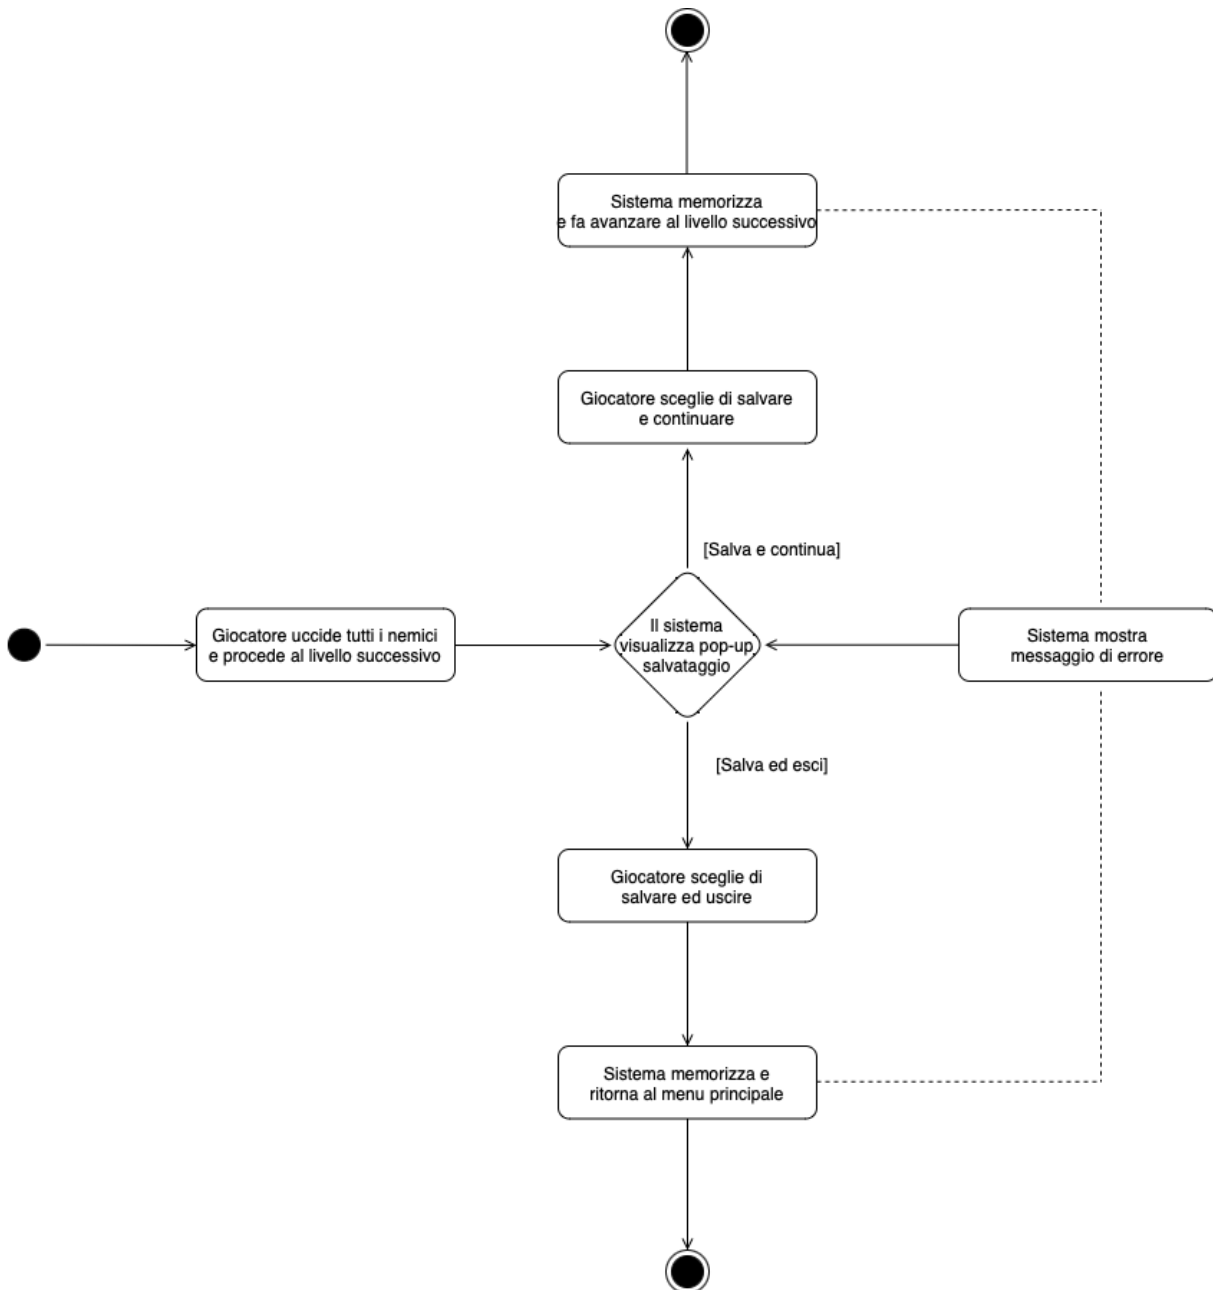 Sistema memorizza
e fa avanzare al livello successivo
Giocatore sceglie di salvare
e continuare
[Salva e continua]
Giocatore uccide tutti i nemici
e procede al livello successivo
Il sistema
visualizza pop-up
salvataggio
Sistema mostra
messaggio di errore
[Salva ed esci]
Giocatore sceglie di
salvare ed uscire
Sistema memorizza e
ritorna al menu principale